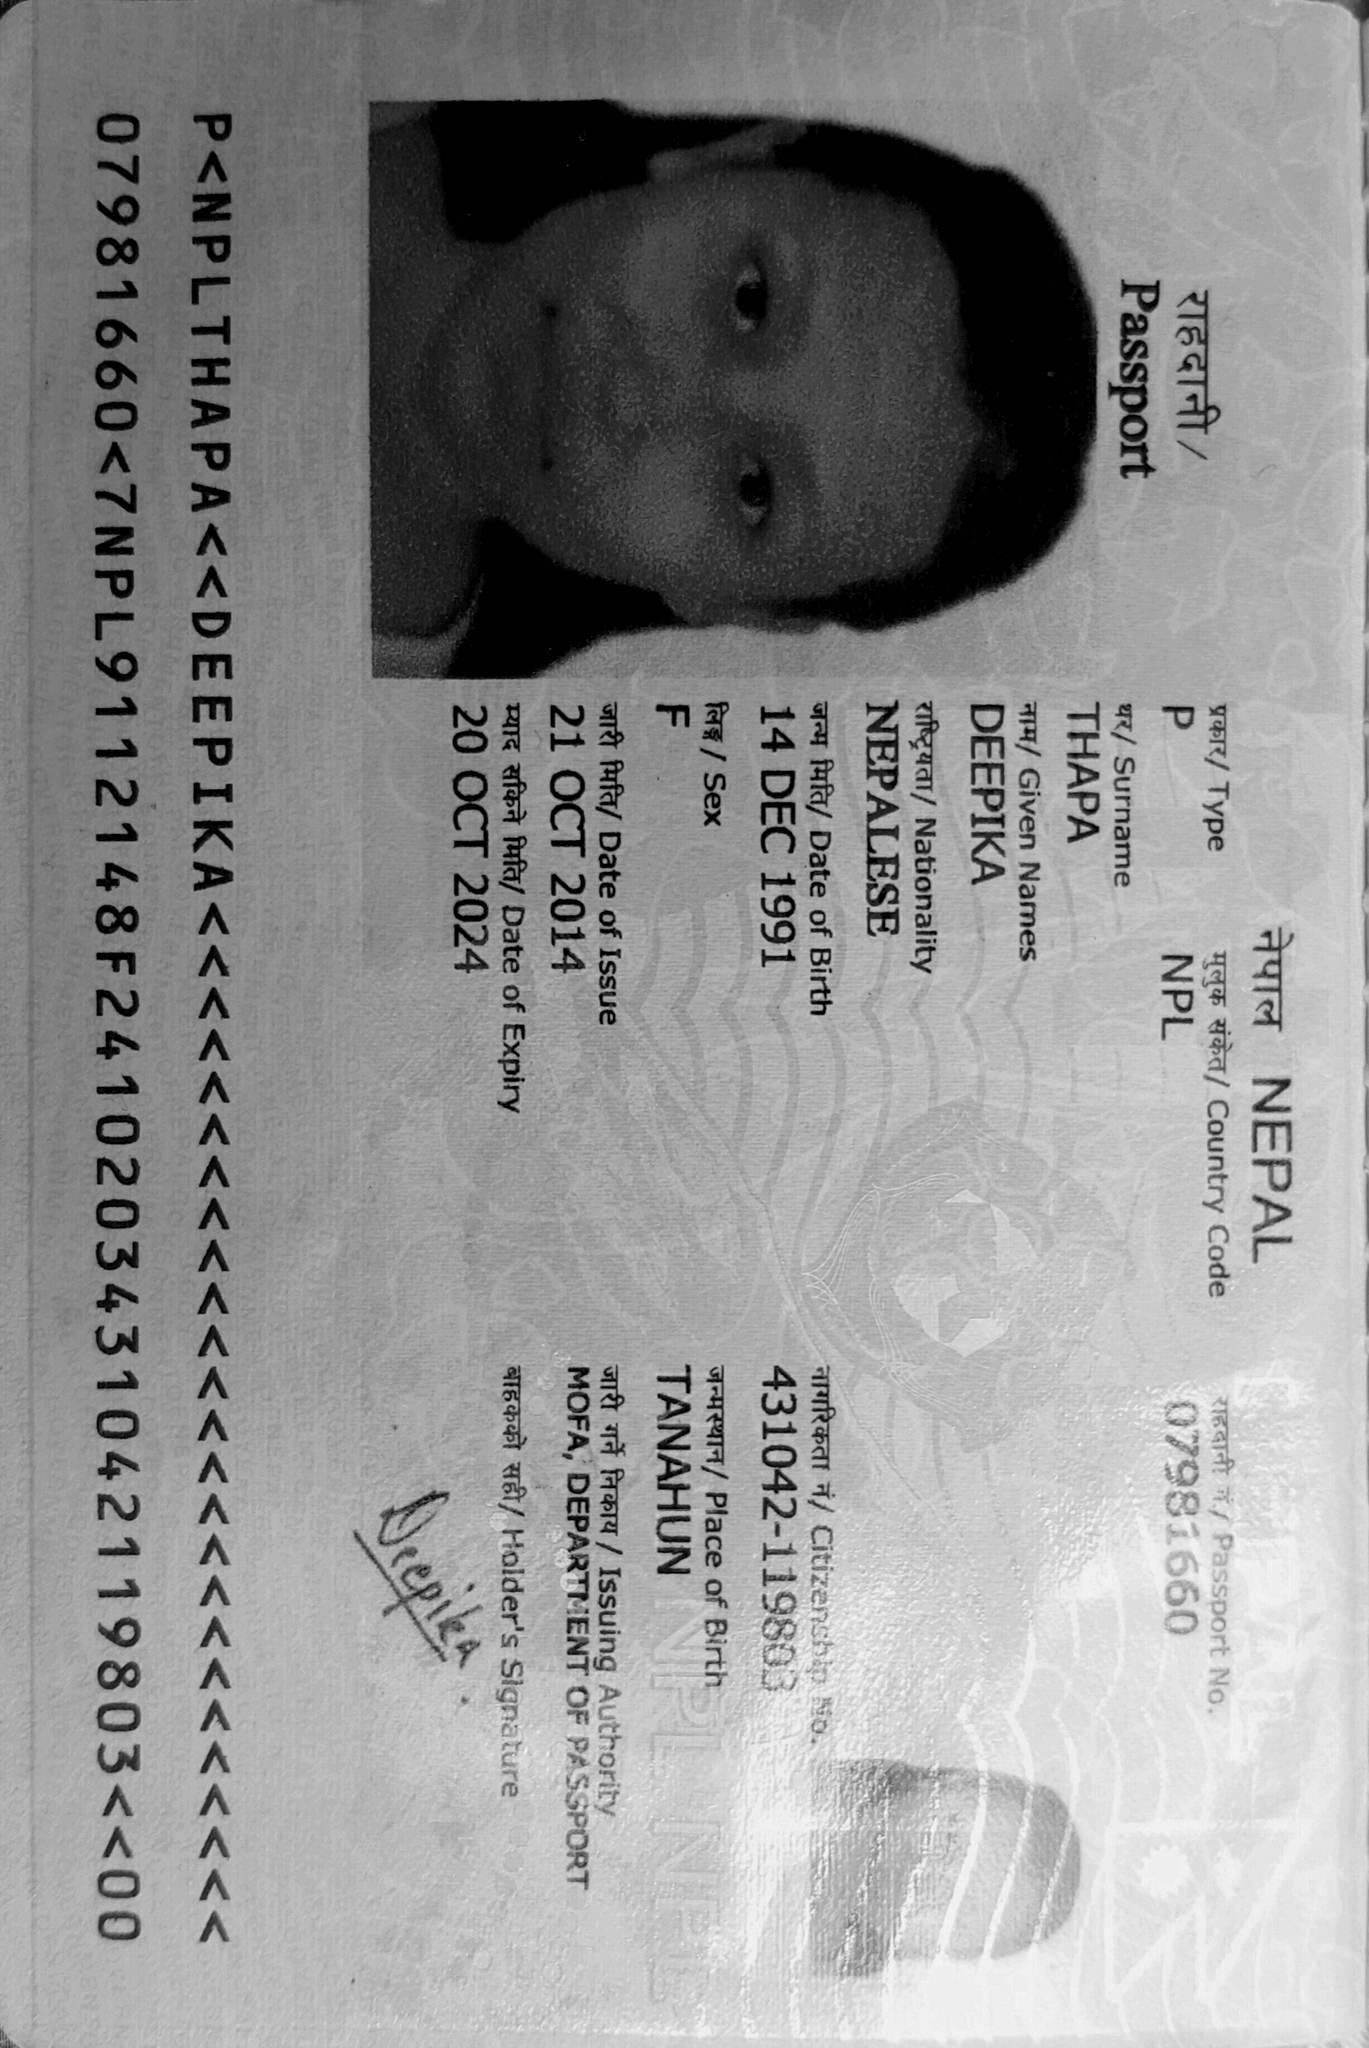 नेपाल NEPAL
राहदानी /
Passport
प्रकार/ Type मुलुक संकेत/ Country Code राहदानी नं/ Passport No.
P NPL 07981660
थर/ Surname
THAPA
नाम/ Given Names
DEEPIKA
राष्ट्रियता/ Nationality
NEPALESE
जन्म मिति/ Date of Birth नागरिकता नं/ Citizenship No.
14 DEC 1991 431042-119803
लिङ्ग / Sex जन्मस्थान/ Place of Birth
F TANAHUN
जारी मिति/ Date of Issue जारी गर्ने निकाय / Issuing Authority
21 OCT 2014 MOFA, DEPARTMENT OF PASSPORT
म्याद सकिने मिति/ Date of Expiry बाहकको सही/ Holder's Signature
20 OCT 2024
Deepika
P<NPLTHAPA<<DEEPIKA<<<<<<<<<<<<<<<<<<<<<<<<<
07981660<7NPL9112148F2410203431042119803<<00